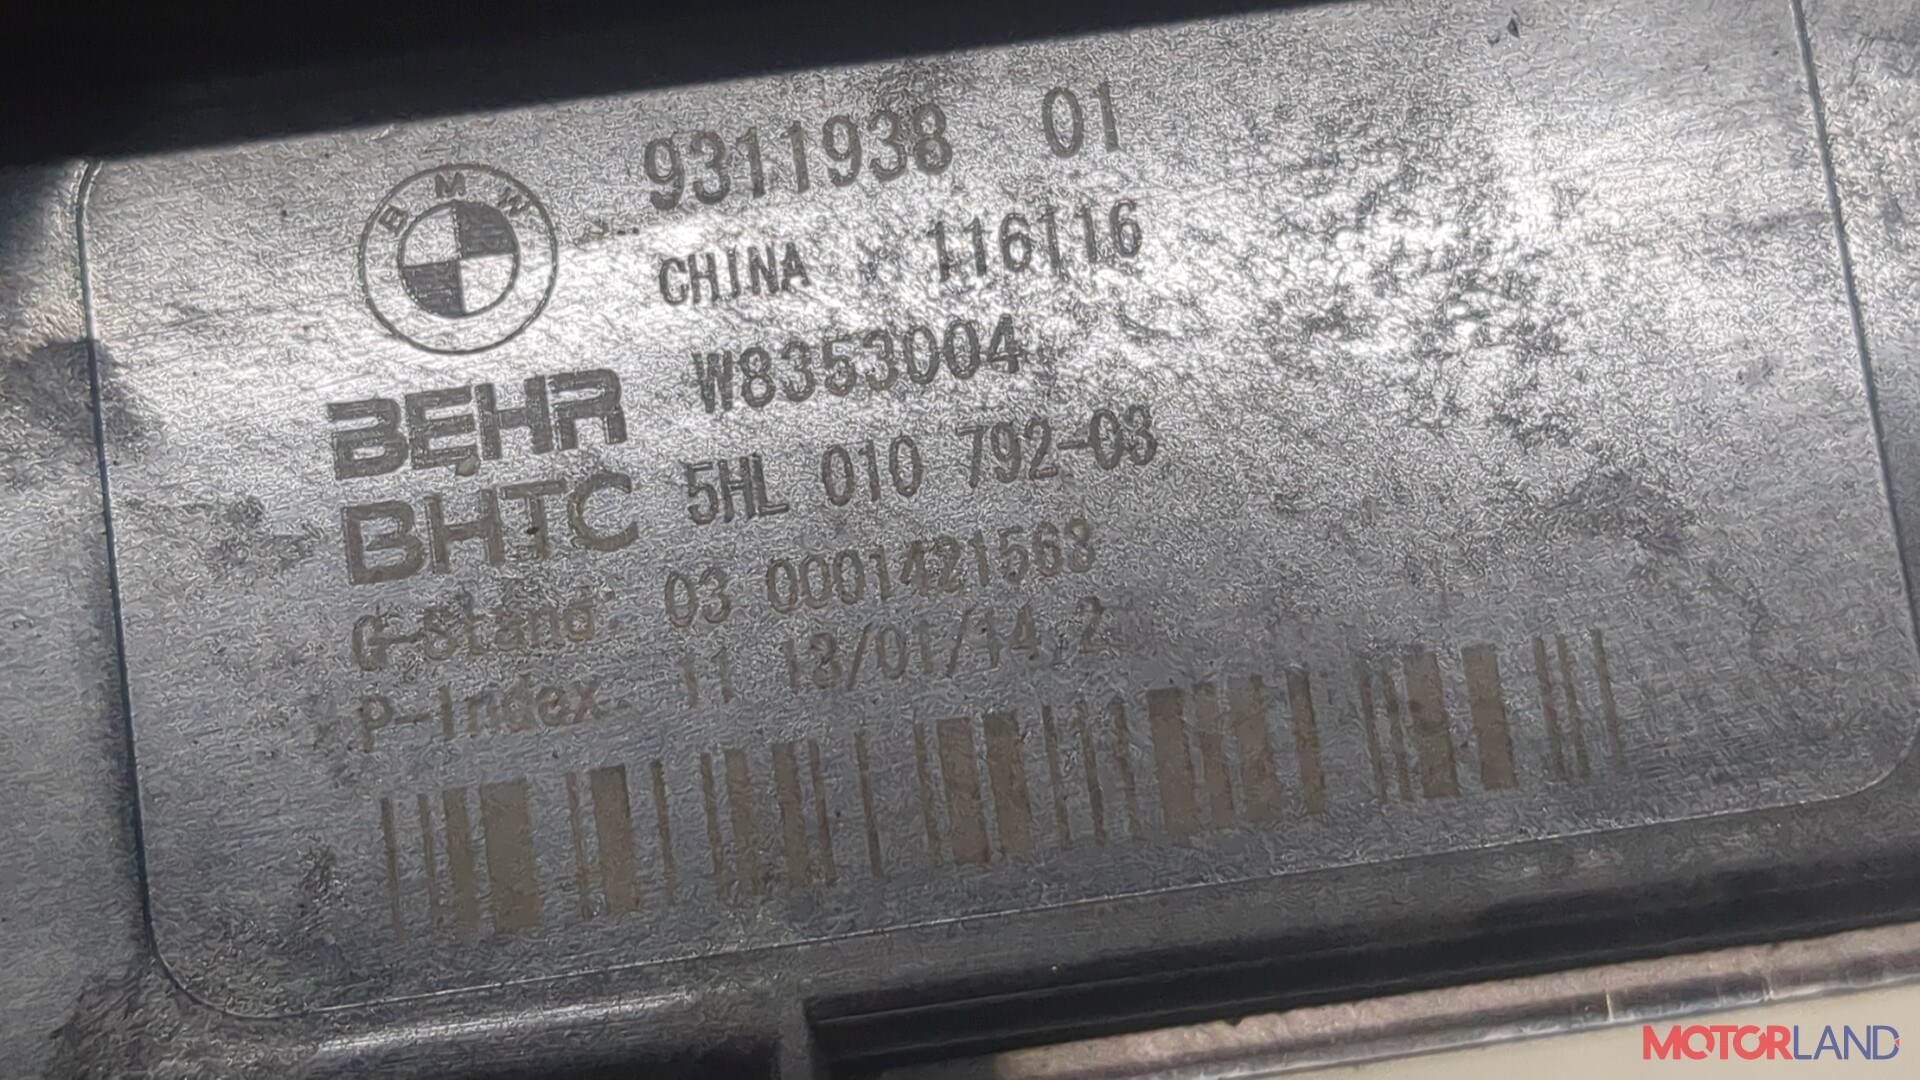 BMW
9311938 01
CHINA 116116
BEHR W8353004
BHTC 5HL 010 792-03
G-Stand: 03 0001421563
P-Index. 11 13/01/14,2
MOTORLAND